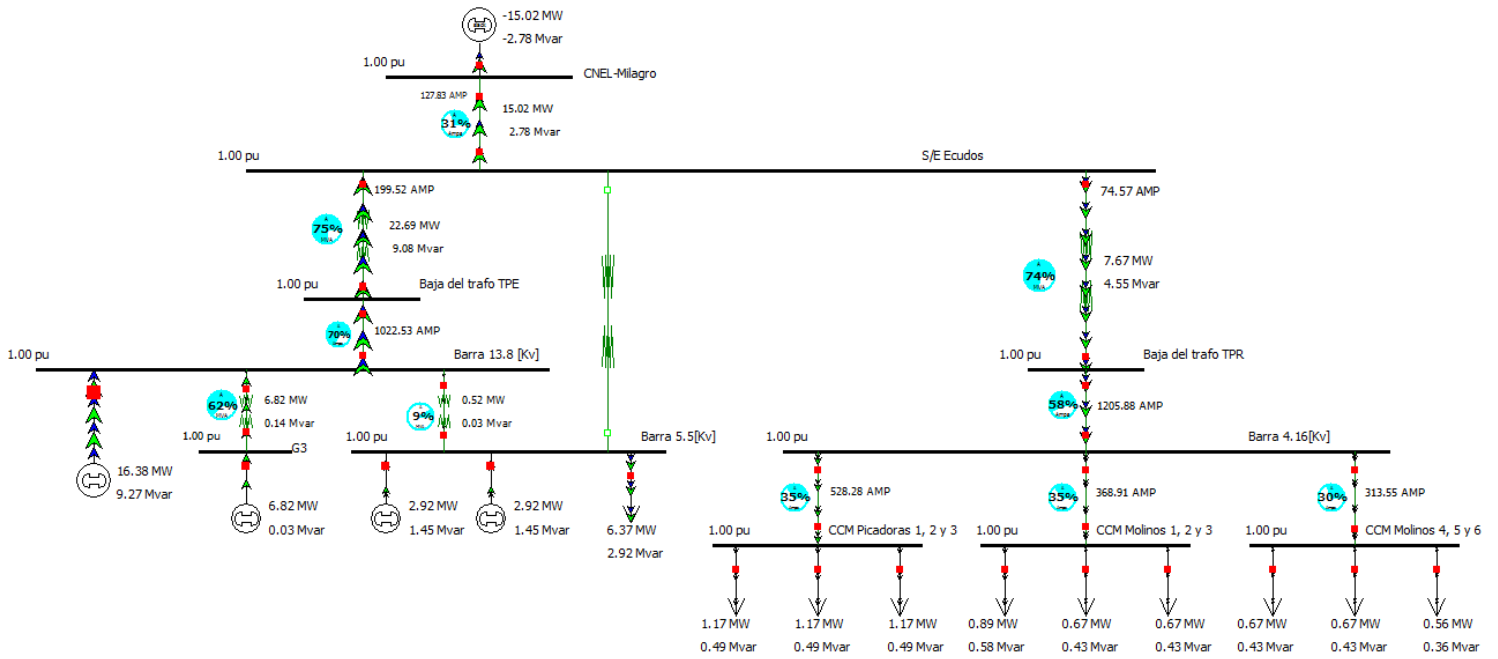 -15.02 MW
-2.78 Mvar
1.00 pu
CNEL-Milagro
127.83 AMP
15.02 MW
31%
Amps
2.78 Mvar
1.00 pu
S/E Ecudos
199.52 AMP
74.57 AMP
75%
MVA
22.69 MW
9.08 Mvar
7.67 MW
74%
MVA
4.55 Mvar
1.00 pu
Baja del trafo TPE
70%
1022.53 AMP
1.00 pu
Barra 13.8 [Kv]
1.00 pu
Baja del trafo TPR
62%
MVA
6.82 MW
0.14 Mvar
9%
MVA
0.52 MW
0.03 Mvar
58%
Amps
1205.88 AMP
1.00 pu
G3
1.00 pu
Barra 5.5[Kv]
1.00 pu
Barra 4.16[Kv]
16.38 MW
9.27 Mvar
6.82 MW
0.03 Mvar
2.92 MW
1.45 Mvar
2.92 MW
1.45 Mvar
6.37 MW
2.92 Mvar
35%
Amps
528.28 AMP
35%
Amps
368.91 AMP
30%
Amps
313.55 AMP
1.00 pu
CCM Picadoras 1, 2 y 3
1.00 pu
CCM Molinos 1, 2 y 3
1.00 pu
CCM Molinos 4, 5 y 6
1.17 MW
0.49 Mvar
1.17 MW
0.49 Mvar
1.17 MW
0.49 Mvar
0.89 MW
0.58 Mvar
0.67 MW
0.43 Mvar
0.67 MW
0.43 Mvar
0.67 MW
0.43 Mvar
0.67 MW
0.43 Mvar
0.56 MW
0.36 Mvar